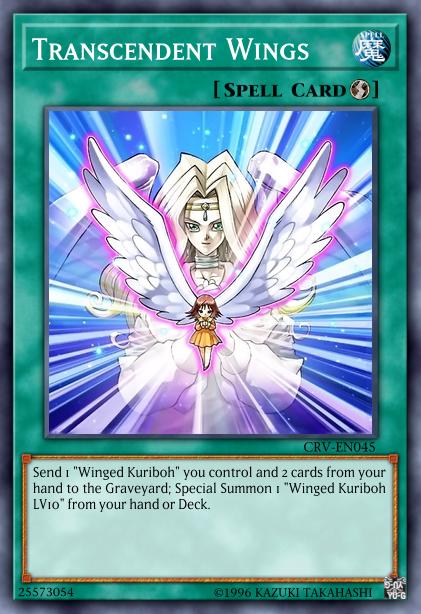 TRANSCENDENT WINGS
SPELL
魔
[SPELL CARD]
CRV-EN045
Send 1 "Winged Kuriboh" you control and 2 cards from your
hand to the Graveyard; Special Summon 1 "Winged Kuriboh
LV10" from your hand or Deck.
25573054
©1996 KAZUKI TAKAHASHI